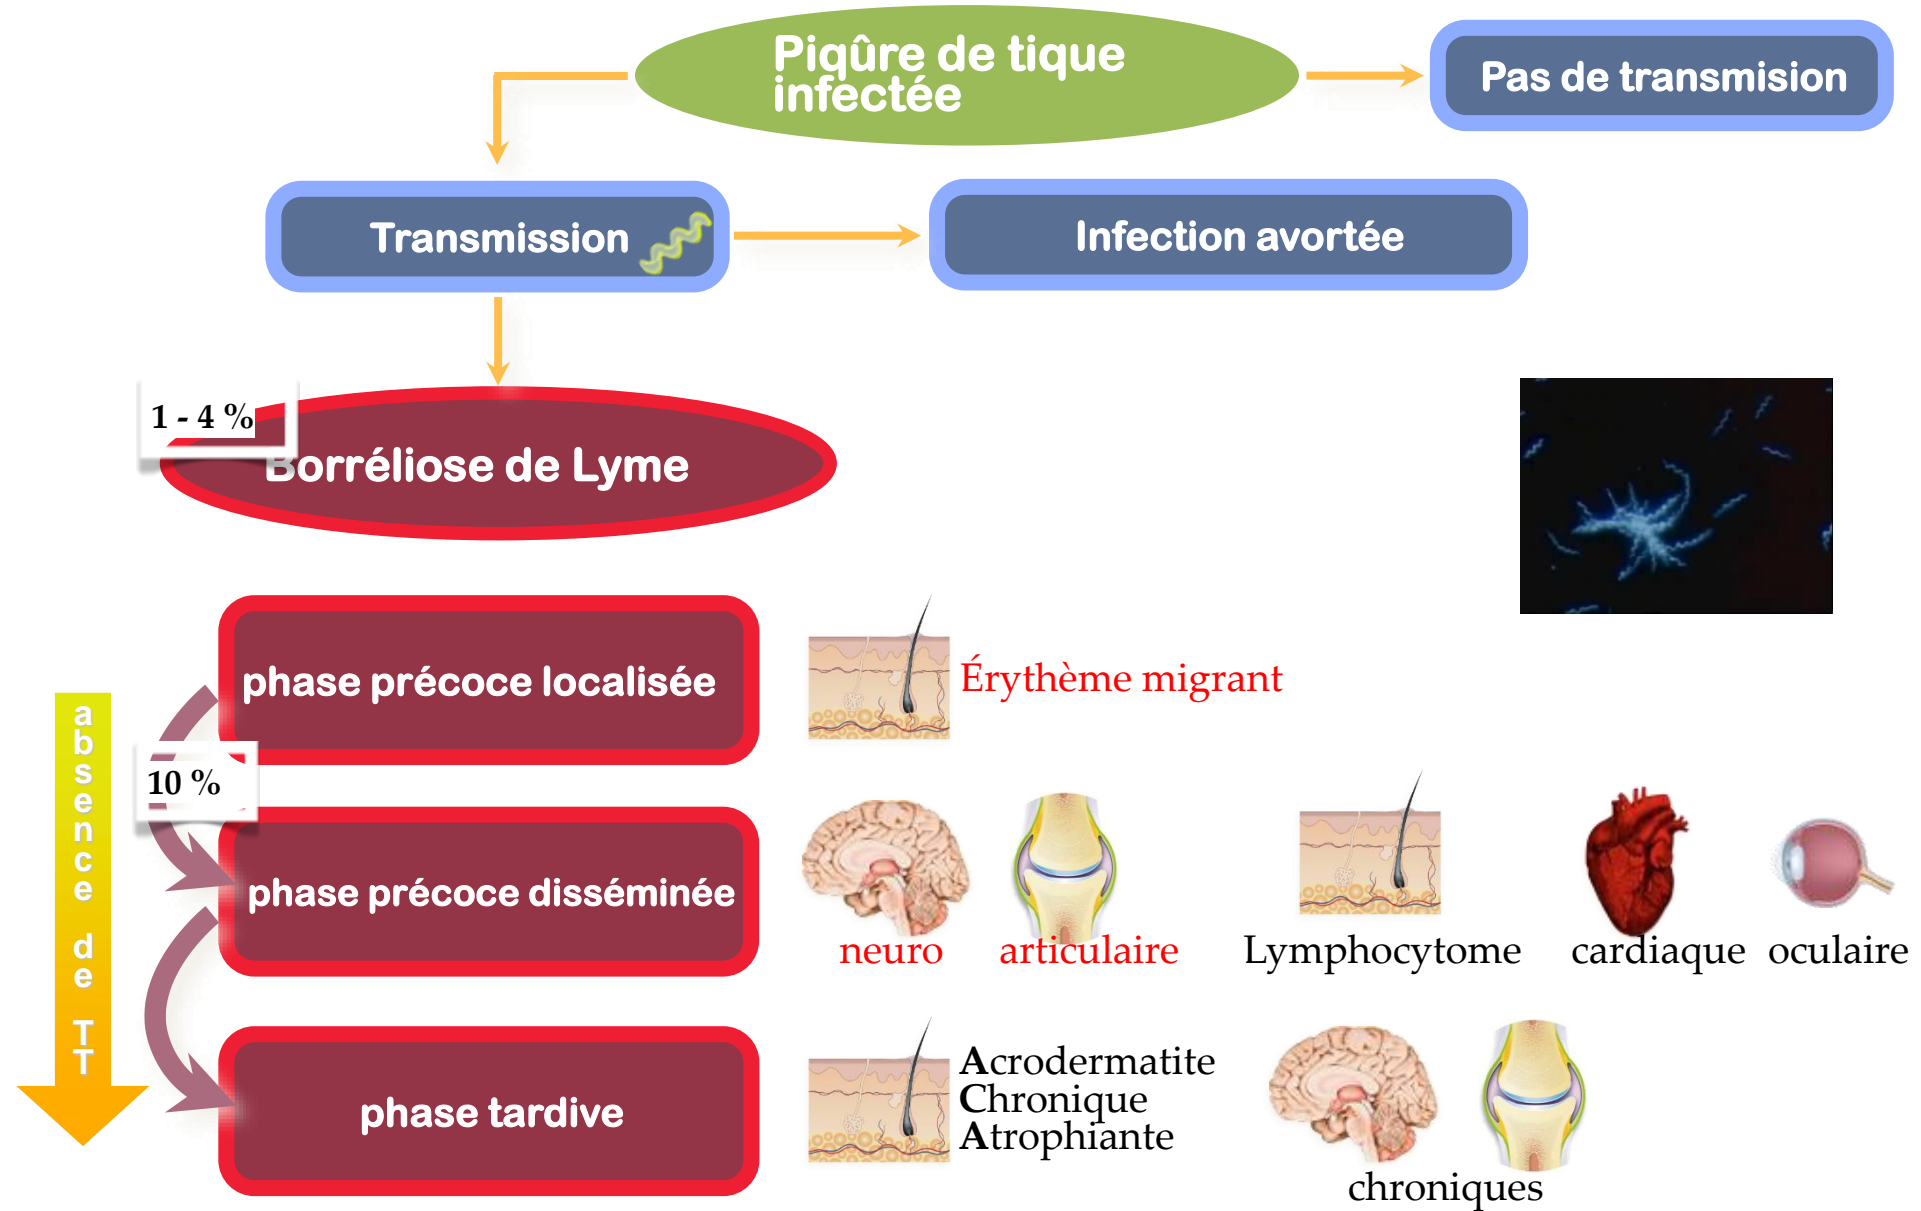 Piqûre de tique
infectée
Pas de transmision
Transmission
Infection avortée
1 - 4 %
Borréliose de Lyme
phase précoce localisée
Érythème migrant
absence de TT
10 %
phase précoce disséminée
neuro
articulaire
Lymphocytome
cardiaque
oculaire
phase tardive
Acrodermatite
Chronique
Atrophiante
chroniques